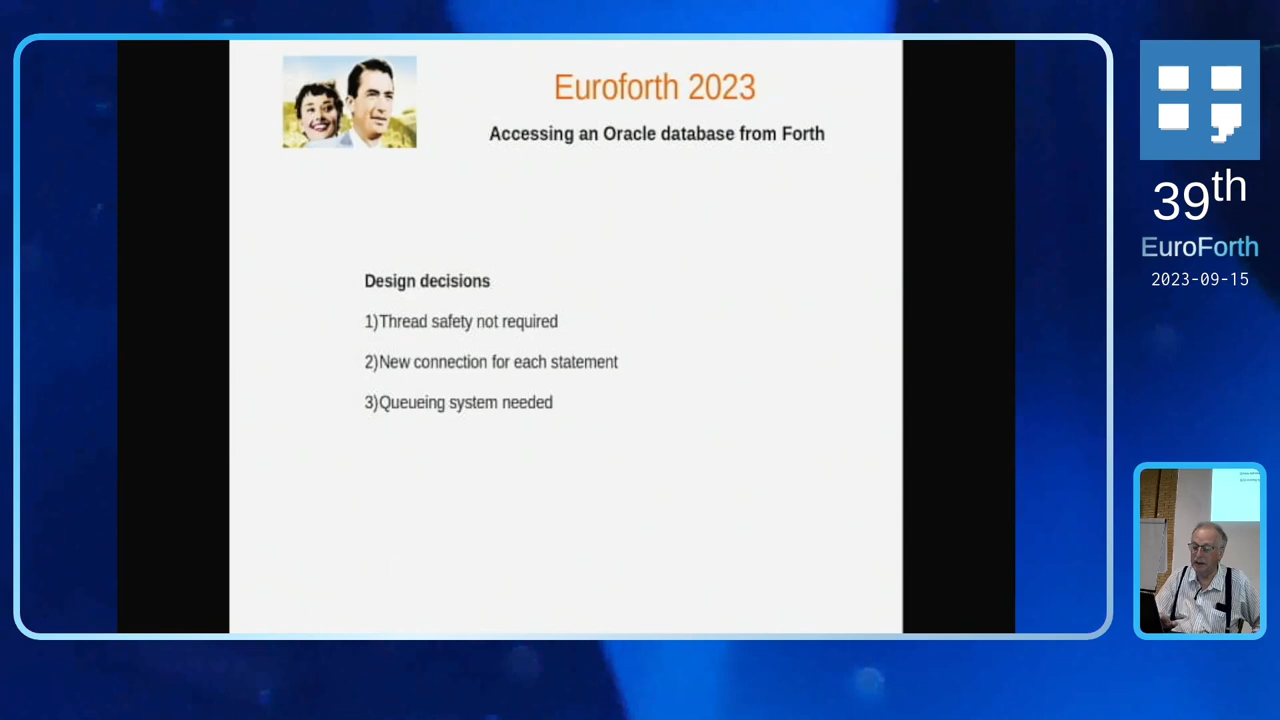 Euroforth 2023
Accessing an Oracle database from Forth
Design decisions
1)Thread safety not required
2)New connection for each statement
3)Queueing system needed
39th
EuroForth
2023-09-15